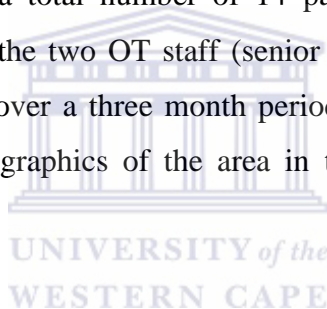 a total number of 14 pa
the two OT staff (senior
over a three month period
graphics of the area in t
UNIVERSITY of the
WESTERN CAPE